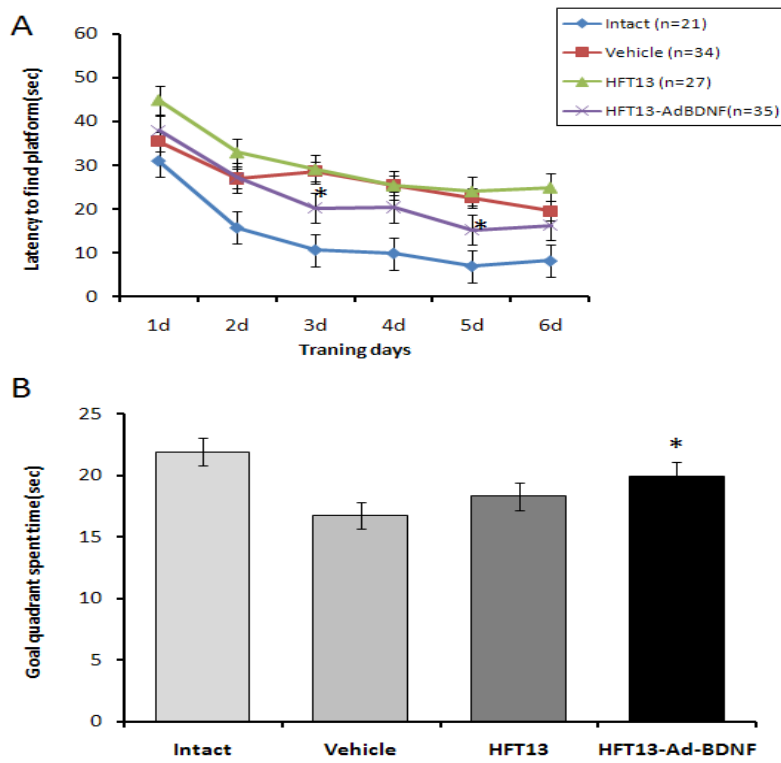 A
Latency to find platform(sec)
60
50
40
30
20
10
0
1d 2d 3d 4d 5d 6d
Traning days
Intact (n=21)
Vehicle (n=34)
HFT13 (n=27)
HFT13-AdBDNF(n=35)
*
*
B
Goal quadrant spent time(sec)
25
20
15
10
5
0
*
Intact Vehicle HFT13 HFT13-Ad-BDNF